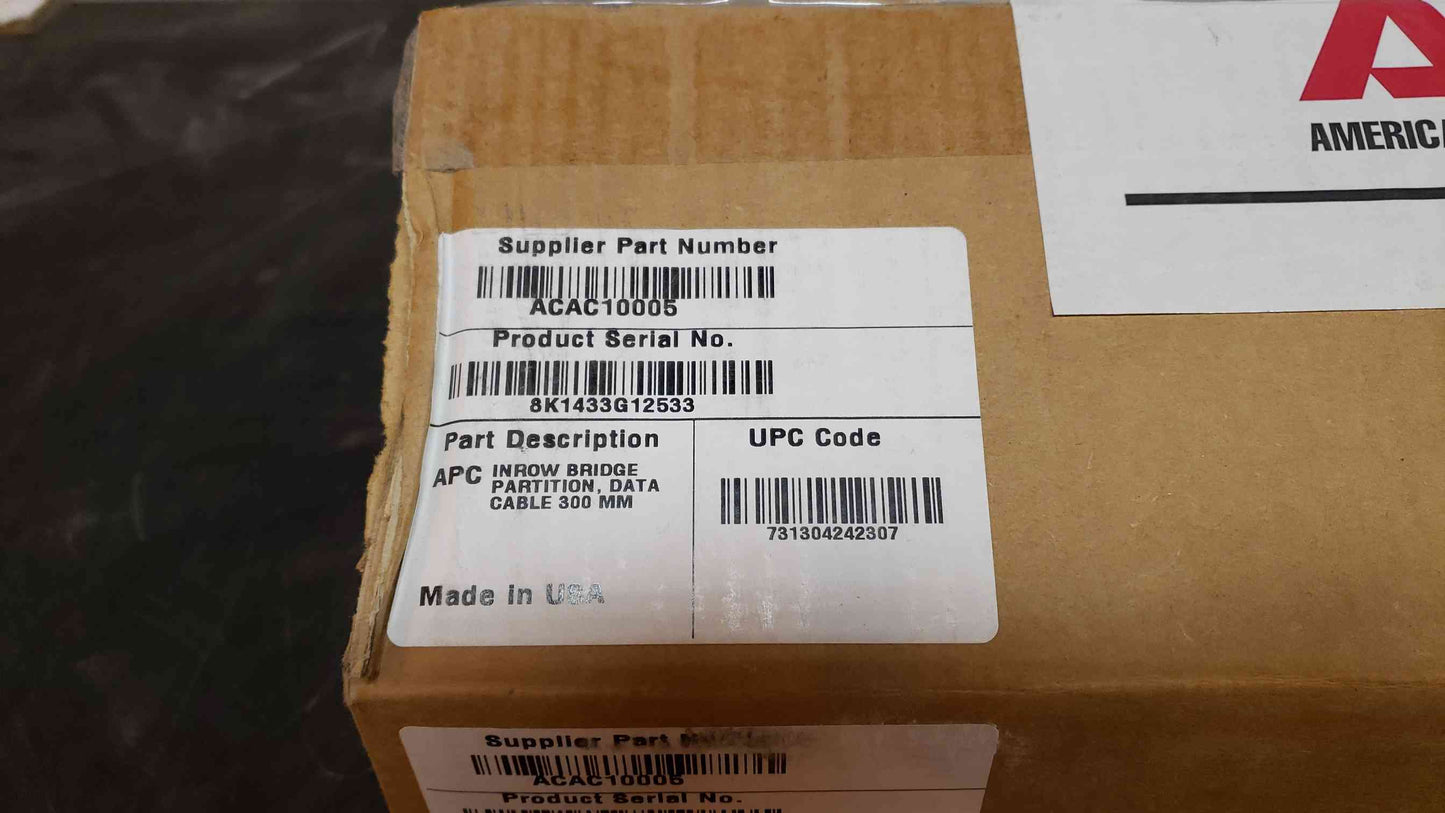 A
AMERICA
Supplier Part Number
ACAC10005
Product Serial No.
8K1433G12533
Part Description
APC INROW BRIDGE
PARTITION, DATA
CABLE 300 MM
Made in USA
UPC Code
731304242307
Supplier Part
ACAC10005
Product Serial No.